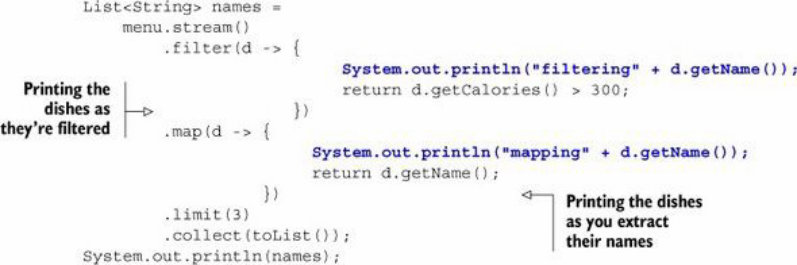 List<String> names =
menu.stream()
.filter(d -> {
System.out.println("filtering" + d.getName());
return d.getCalories() > 300;
})
Printing the
dishes as
they're filtered
.map(d -> {
System.out.println("mapping" + d.getName());
return d.getName();
})
Printing the dishes
as you extract
their names
.limit(3)
.collect(toList());
System.out.println(names);